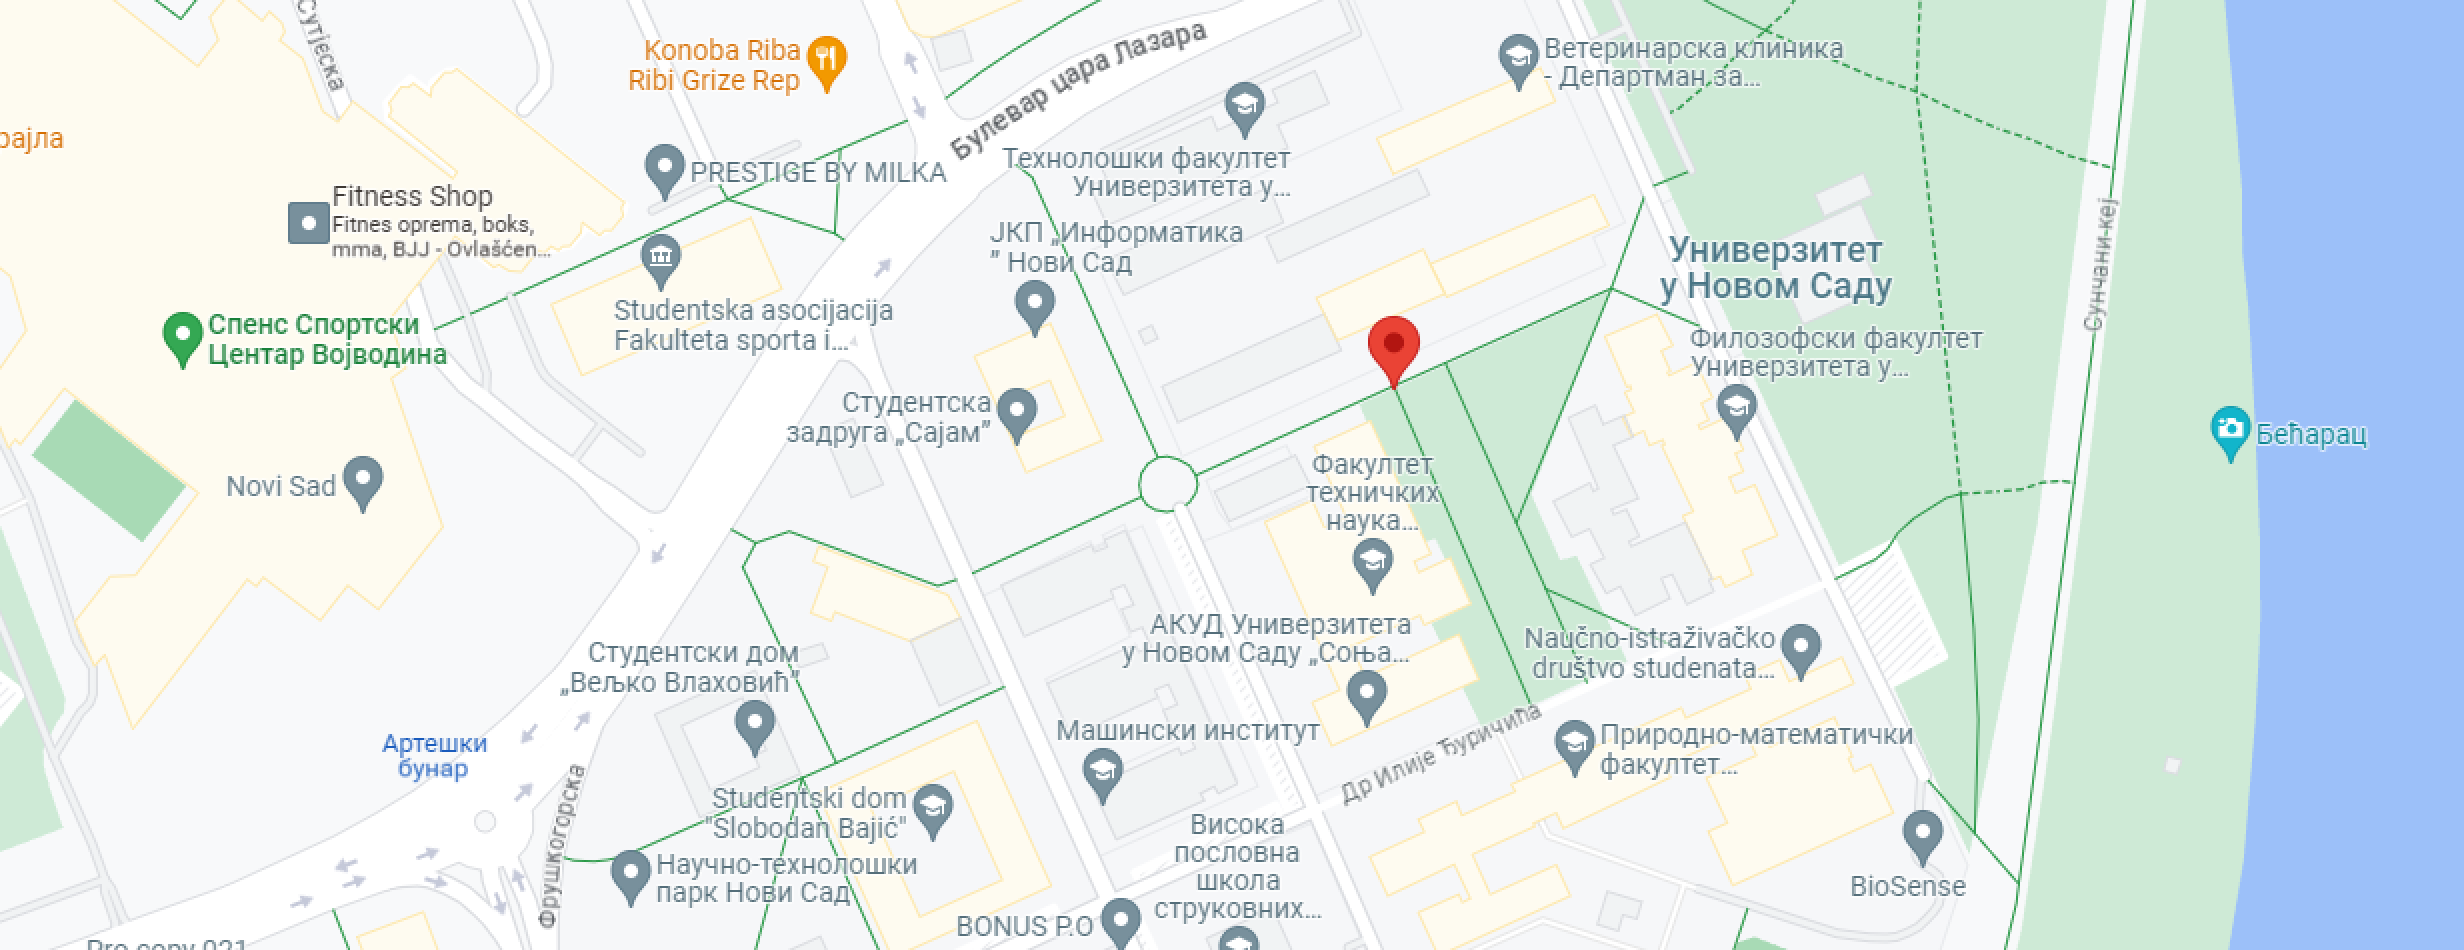 Сутјеска
Konoba Riba
Ribi Grize Rep
Булевар цара Лазара
Ветеринарска клиника
- Департман за...
рајла
PRESTIGE BY MILKA
Технолошки факултет
Универзитета у...
Fitness Shop
Fitnes oprema, boks,
mma, BJJ - Ovlašćen...
ЈКП „Информатика
” Нови Сад
Универзитет
у Новом Саду
Сунчани кеј
Studentska asocijacija
Fakulteta sporta i...
Спенс Спортски
Центар Војводина
Филозофски факултет
Универзитета у...
Студентска
задруга „Сајам”
Бећарац
Novi Sad
Факултет
техничких
наука...
АКУД Универзитета
у Новом Саду „Соња...
Naučno-istraživačko
društvo studenata...
Студентски дом
„Вељко Влаховић”
Машински институт
Др Илије Ђуричића
Природно-математички
факултет...
Артешки
бунар
Фрушкогорска
Studentski dom
"Slobodan Bajić"
Висока
пословна
школа
струковних...
Научно-технолошки
парк Нови Сад
BioSense
BONUS P.O
Pro copy 021